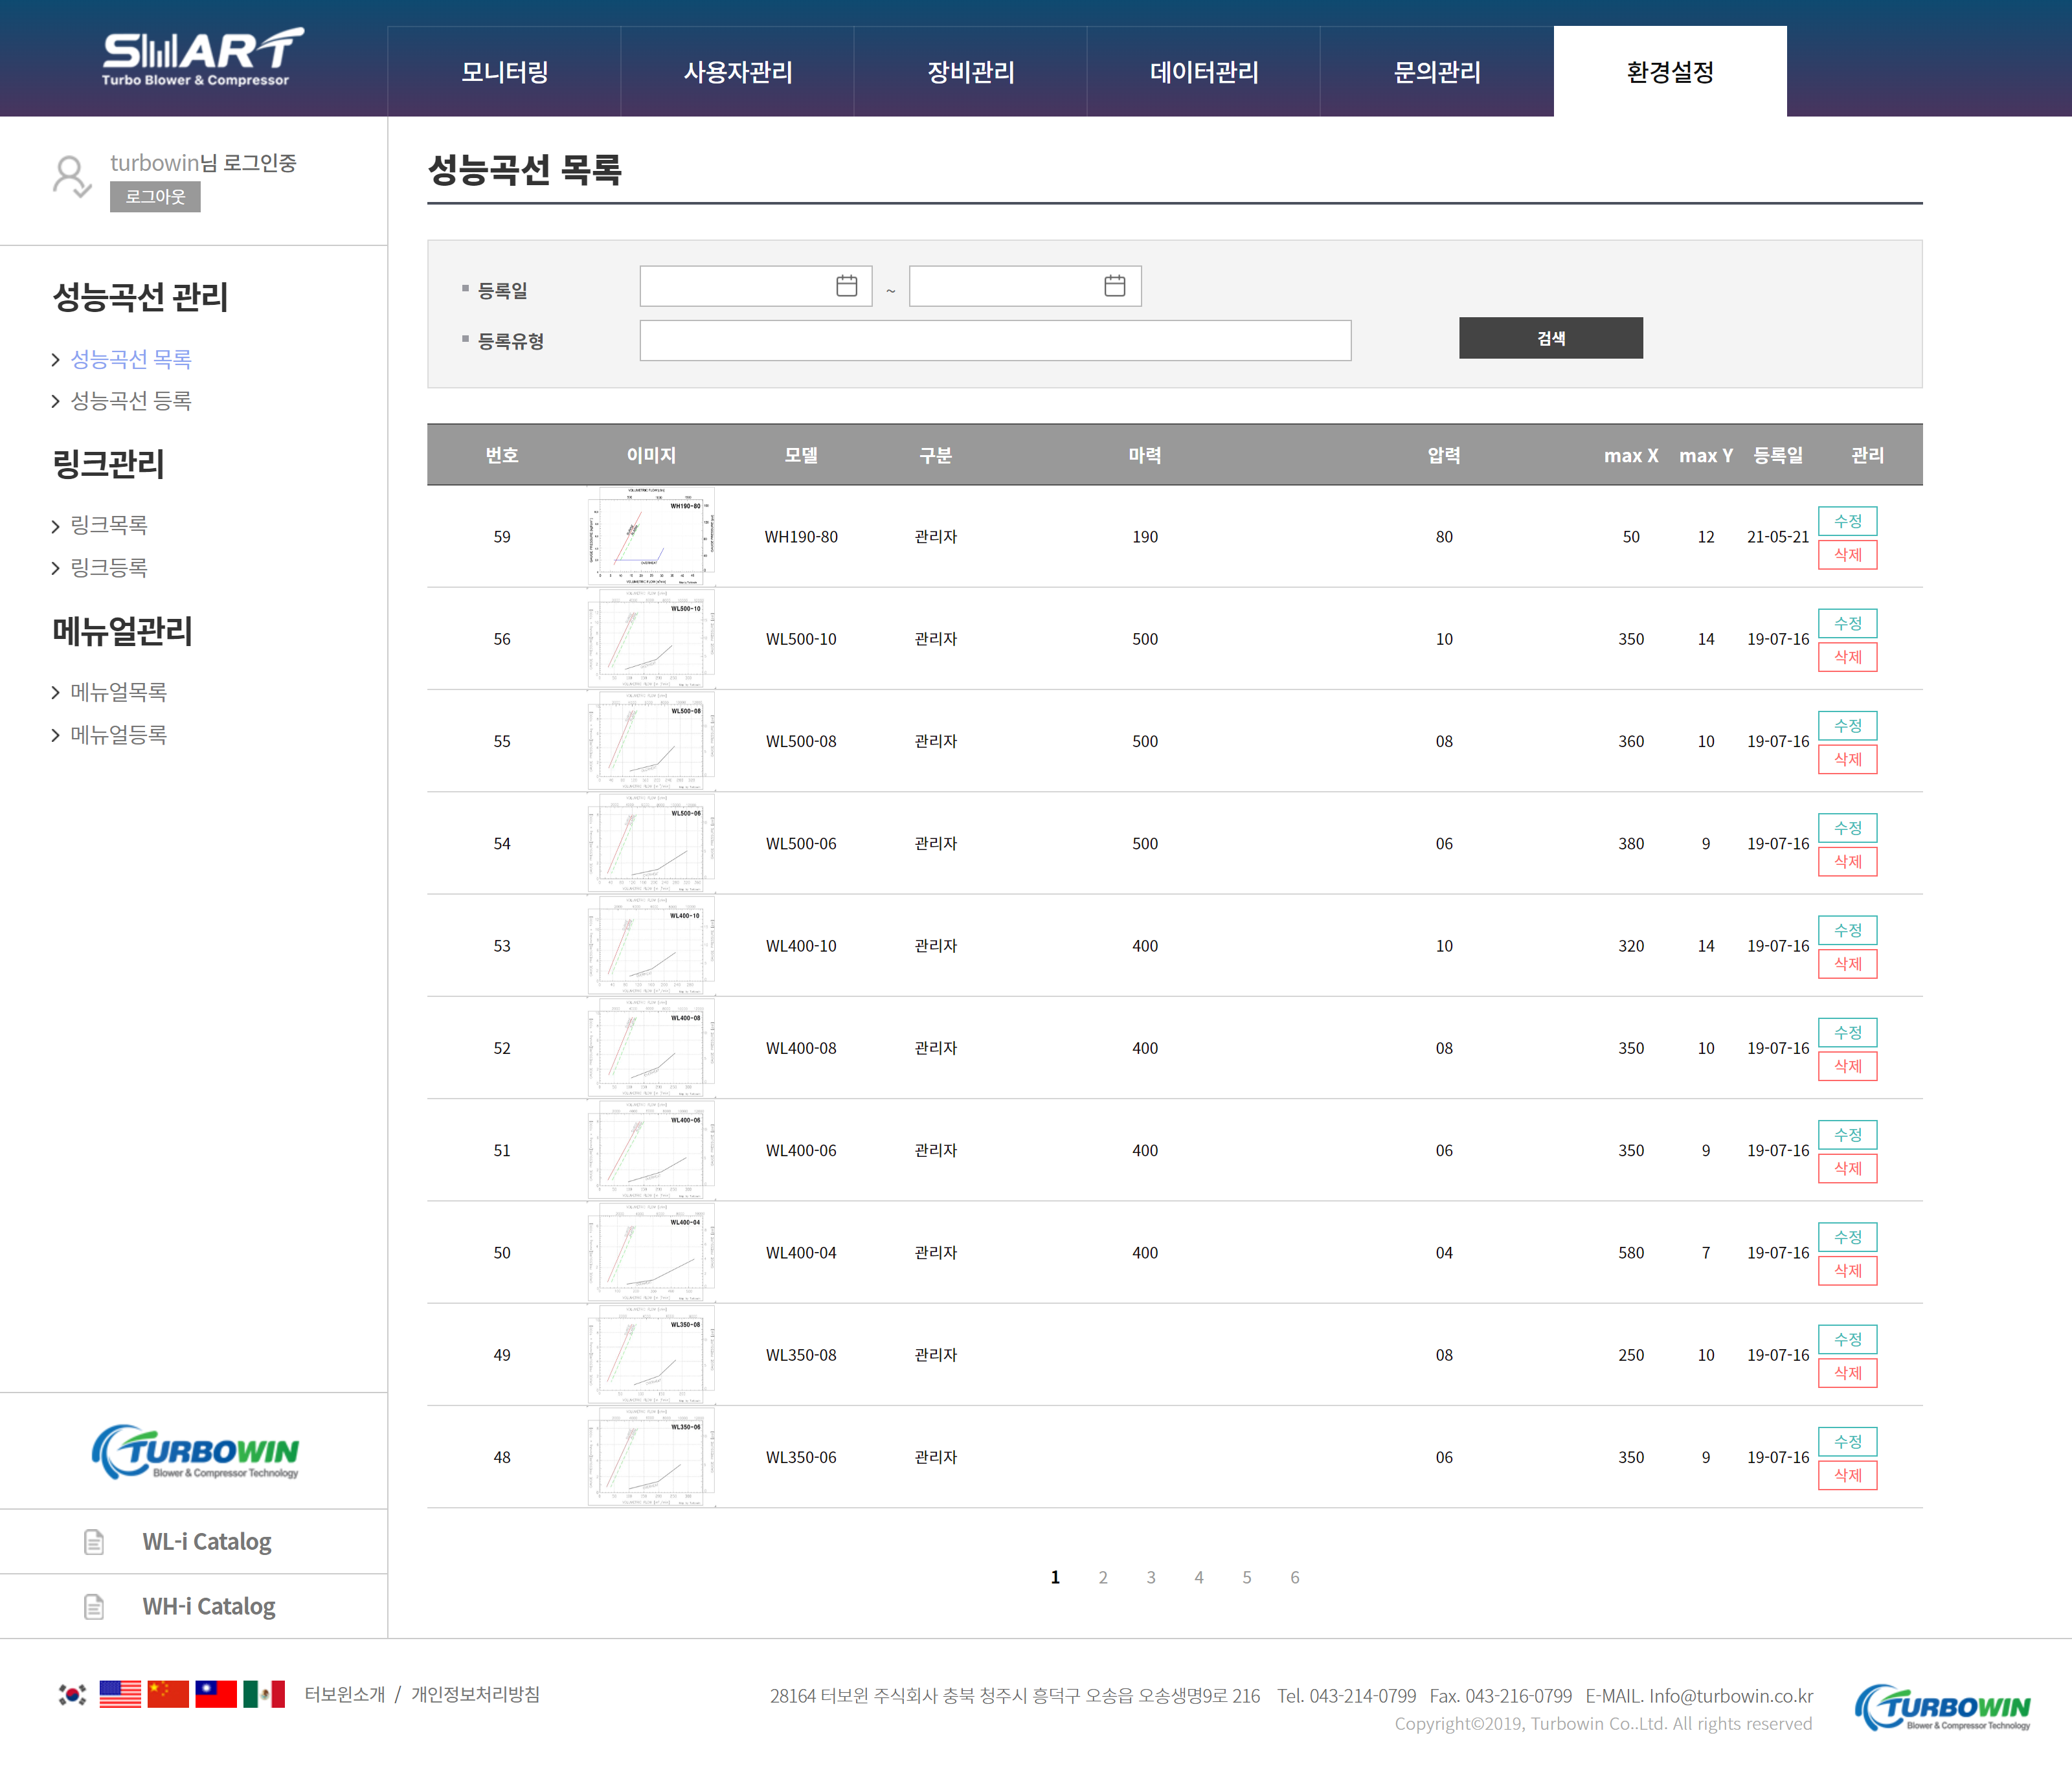 SMART
Turbo Blower & Compressor
모니터링
사용자관리
장비관리
데이터관리
문의관리
환경설정
turbowin님 로그인중
로그아웃
성능곡선 관리
성능곡선 목록
성능곡선 등록
링크관리
링크목록
링크등록
메뉴얼관리
메뉴얼목록
메뉴얼등록
TURBOWIN
Blower & Compressor Technology
WL-i Catalog
WH-i Catalog
성능곡선 목록
등록일 ~
등록유형
검색
번호 이미지 모델 구분 마력 압력 max X max Y 등록일 관리
59 WH190-80 WH190-80 관리자 190 80 50 12 21-05-21 수정 삭제
56 WL500-10 WL500-10 관리자 500 10 350 14 19-07-16 수정 삭제
55 WL500-08 WL500-08 관리자 500 08 360 10 19-07-16 수정 삭제
54 WL500-06 WL500-06 관리자 500 06 380 9 19-07-16 수정 삭제
53 WL400-10 WL400-10 관리자 400 10 320 14 19-07-16 수정 삭제
52 WL400-08 WL400-08 관리자 400 08 350 10 19-07-16 수정 삭제
51 WL400-06 WL400-06 관리자 400 06 350 9 19-07-16 수정 삭제
50 WL400-04 WL400-04 관리자 400 04 580 7 19-07-16 수정 삭제
49 WL350-08 WL350-08 관리자 08 250 10 19-07-16 수정 삭제
48 WL350-06 WL350-06 관리자 06 350 9 19-07-16 수정 삭제
1 2 3 4 5 6
터보윈소개 / 개인정보처리방침
28164 터보윈 주식회사 충북 청주시 흥덕구 오송읍 오송생명9로 216 Tel. 043-214-0799 Fax. 043-216-0799 E-MAIL. Info@turbowin.co.kr
Copyright©2019, Turbowin Co..Ltd. All rights reserved
TURBOWIN
Blower & Compressor Technology